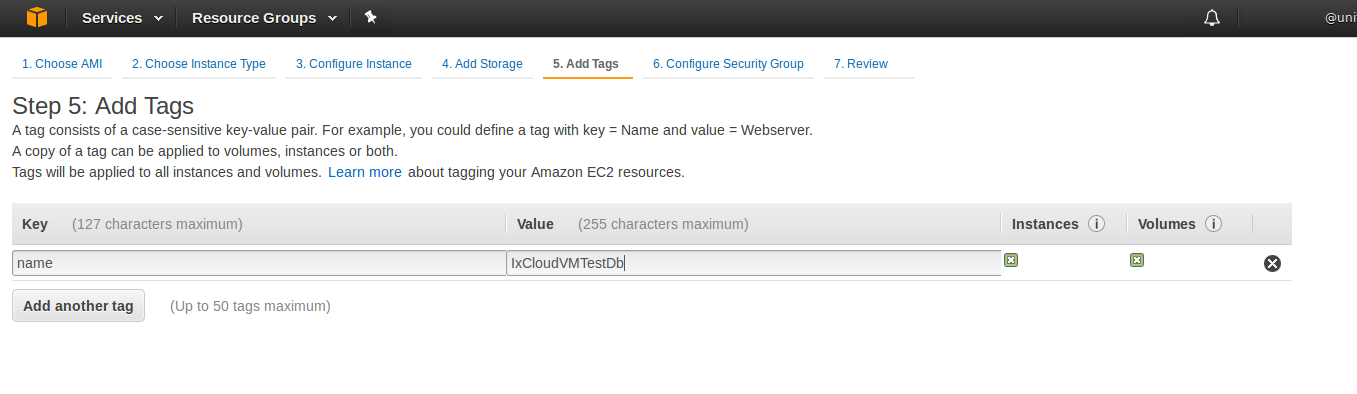 Services Resource Groups @uni
1. Choose AMI 2. Choose Instance Type 3. Configure Instance 4. Add Storage 5. Add Tags 6. Configure Security Group 7. Review
Step 5: Add Tags
A tag consists of a case-sensitive key-value pair. For example, you could define a tag with key = Name and value = Webserver.
A copy of a tag can be applied to volumes, instances or both.
Tags will be applied to all instances and volumes. Learn more about tagging your Amazon EC2 resources.
Key (127 characters maximum) Value (255 characters maximum) Instances i Volumes i
name IxCloudVMTestDb
Add another tag (Up to 50 tags maximum)